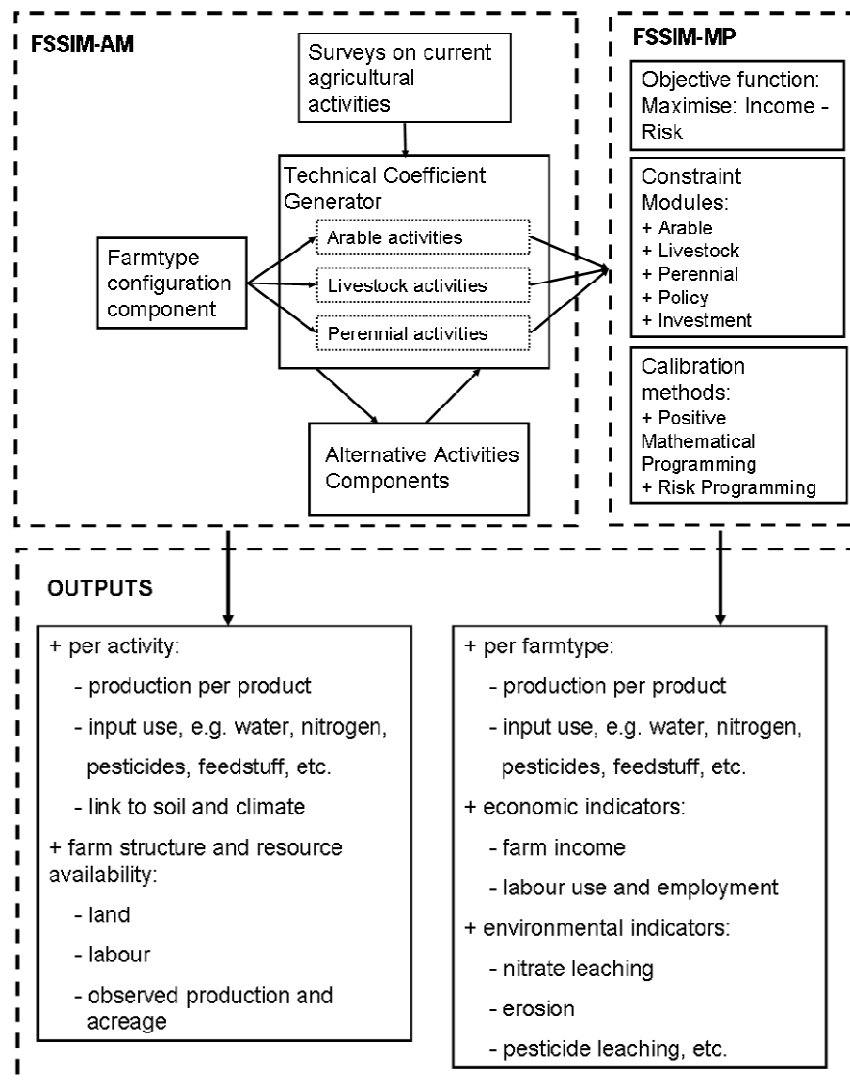 FSSIM-AM
Surveys on current
agricultural
activities
Technical Coefficient
Generator
Arable activities
Livestock activities
Perennial activities
Farmtype
configuration
component
Alternative Activities
Components
FSSIM-MP
Objective function:
Maximise: Income -
Risk
Constraint
Modules:
+ Arable
+ Livestock
+ Perennial
+ Policy
+ Investment
Calibration
methods:
+ Positive
Mathematical
Programming
+ Risk Programming
OUTPUTS
+ per activity:
- production per product
- input use, e.g. water, nitrogen,
pesticides, feedstuff, etc.
- link to soil and climate
+ farm structure and resource
availability:
- land
- labour
- observed production and
acreage
+ per farmtype:
- production per product
- input use, e.g. water, nitrogen,
pesticides, feedstuff, etc.
+ economic indicators:
- farm income
- labour use and employment
+ environmental indicators:
- nitrate leaching
- erosion
- pesticide leaching, etc.